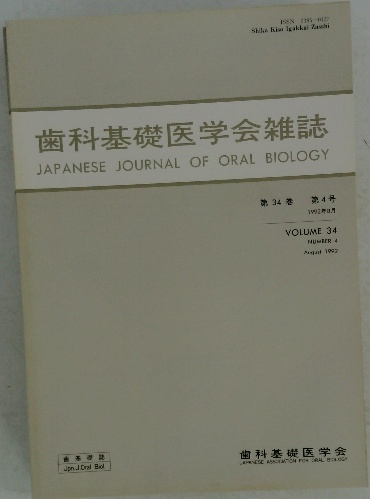 ISSN 0385-0137
Shika Kiso Igakkai Zasshi
歯科基礎医学会雑誌
JAPANESE JOURNAL OF ORAL BIOLOGY
第 34 巻 第 4 号
1992年8月
VOLUME 34
NUMBER 4
August 1992
歯基礎誌
Jpn.J.Oral Biol.
歯科基礎医学会
JAPANESE ASSOCIATION FOR ORAL BIOLOGY